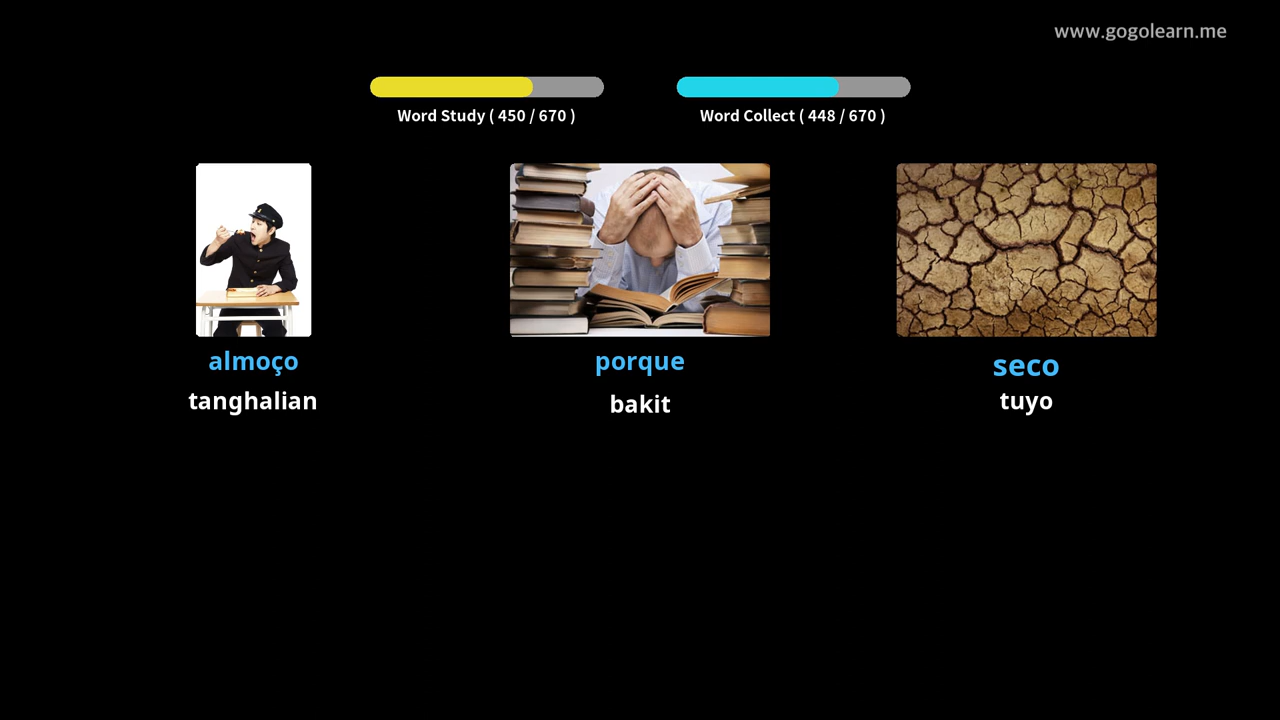 www.gogolearn.me
Word Study ( 450 / 670 )
Word Collect ( 448 / 670 )
almoço
tanghalian
porque
bakit
seco
tuyo